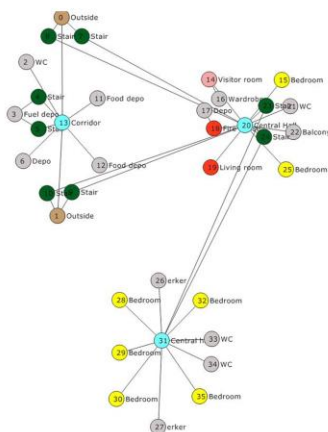 0 Outside
Stair
Stair
2 WC
14 Visitor room
15 Bedroom
Stair
11 Food depo
16 Wardrobe
Stair
21 WC
3 Fuel depo
17 Depo
13 Corridor
20 Central Hall
22 Balcony
Stair
6 Depo
12 Food depo
19 Living room
25 Bedroom
Stair
1 Outside
26 erker
28 Bedroom
32 Bedroom
31 Central h
33 WC
29 Bedroom
34 WC
30 Bedroom
35 Bedroom
27 erker